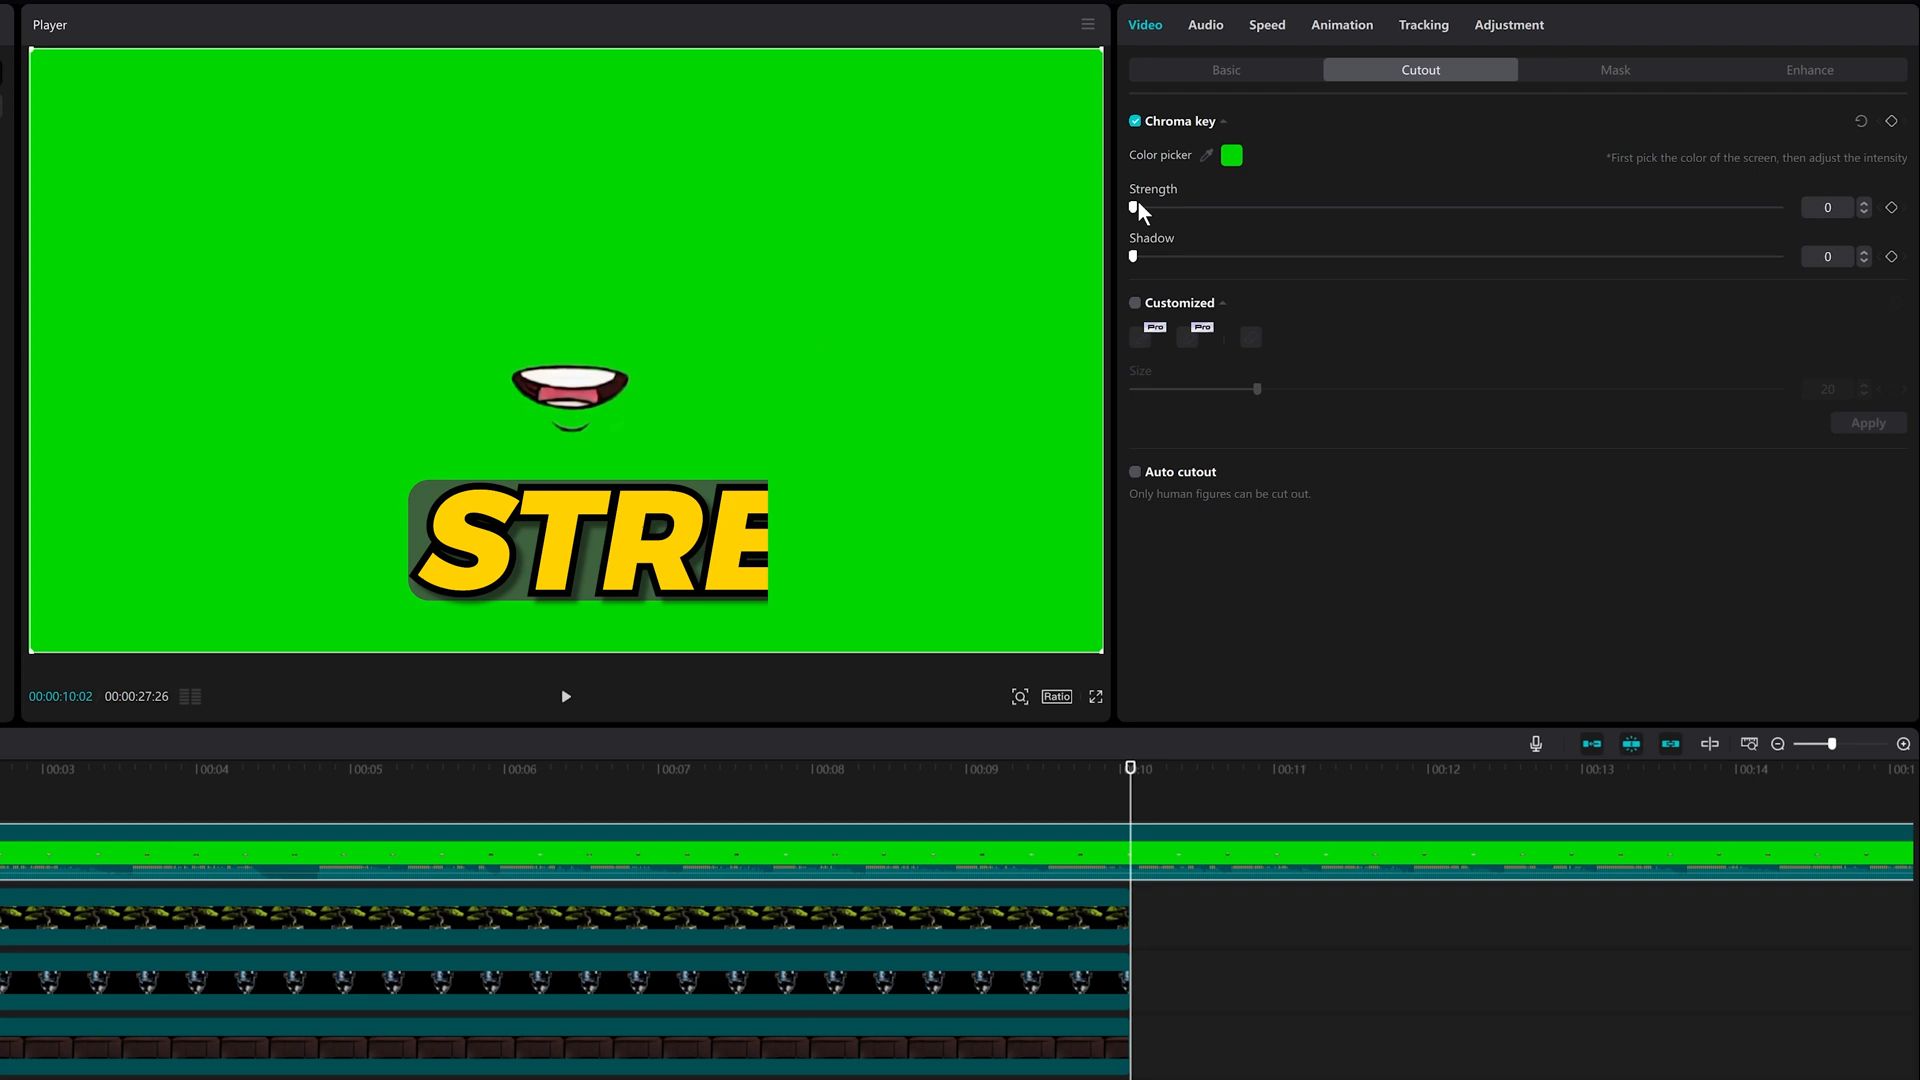 Player
Video Audio Speed Animation Tracking Adjustment
Basic Cutout Mask Enhance
Chroma key
Color picker
*First pick the color of the screen, then adjust the intensity
Strength
0
Shadow
0
Customized
Pro Pro
Size
20
Apply
Auto cutout
Only human figures can be cut out.
STRE
00:00:10:02 00:00:27:26
Ratio
00:03 00:04 00:05 00:06 00:07 00:08 00:09 :10 00:11 00:12 00:13 00:14 00:1